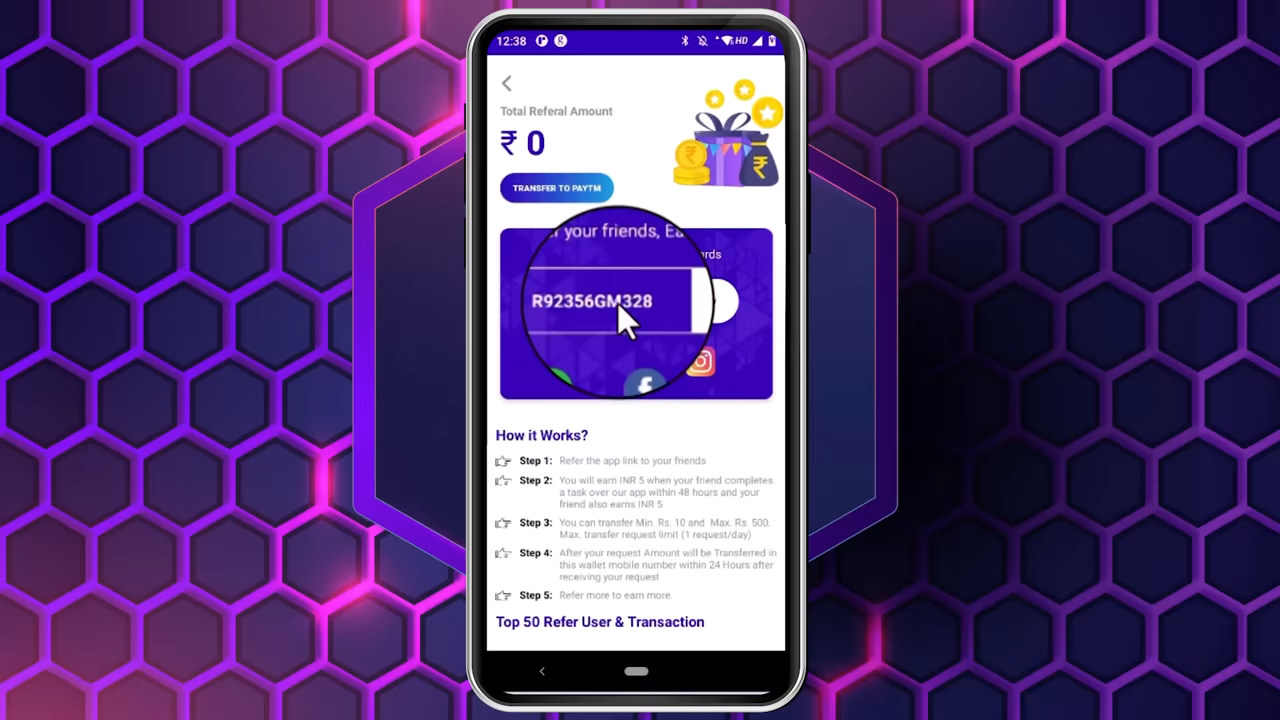 12:38
HD
Total Referal Amount
₹ 0
TRANSFER TO PAYTM
your friends,
R92356GM328
How it Works?
Step 1: Refer the app link to your friends
Step 2: You will earn INR 5 when your friend completes
a task over our app within 48 hours and your
friend also earns INR 5
Step 3: You can transfer Min. Rs. 10 and Max. Rs. 500.
Max. transfer request limit (1 request/day)
Step 4: After your request Amount will be Transferred in
this wallet mobile number within 24 Hours after
receiving your request
Step 5: Refer more to earn more.
Top 50 Refer User & Transaction